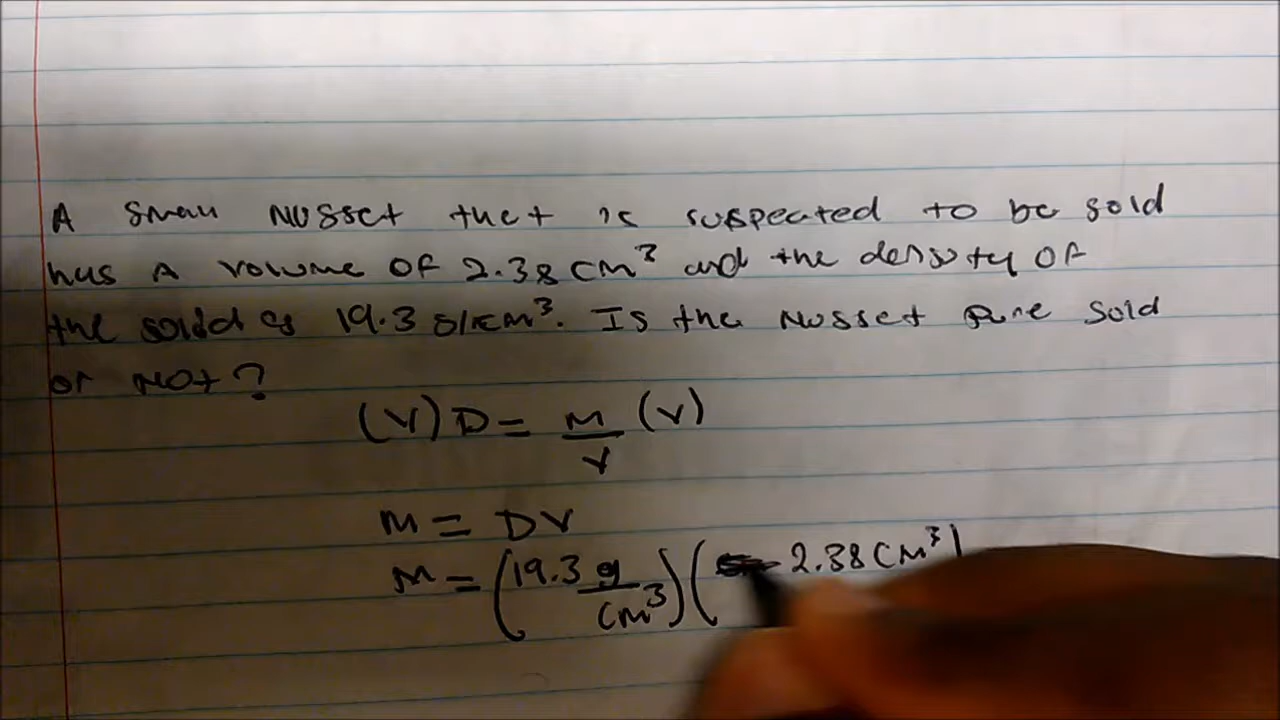 A small nugget that is suspected to be gold
has A volume of 2.38 cm³ and the density of
the gold is 19.3 g/cm³. Is the nugget pure gold
or not?
(V) D = M/V (V)
M = DV
M = (19.3 g/cm³)( 2.38 cm³)